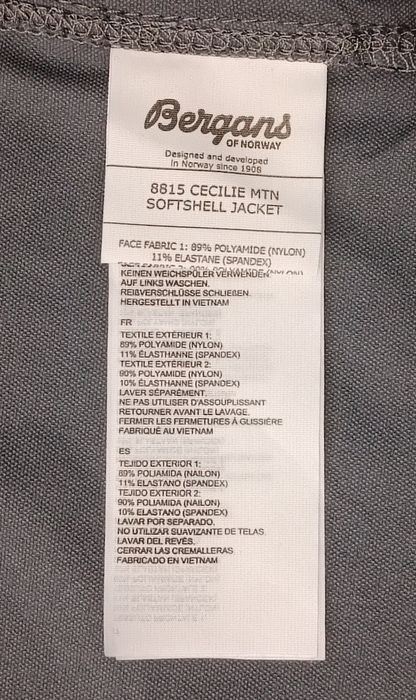 Bergans
OF NORWAY
Designed and developed
in Norway since 1908
8815 CECILIE MTN
SOFTSHELL JACKET
FACE FABRIC 1: 89% POLYAMIDE (NYLON)
11% ELASTANE (SPANDEX)
KEINEN WEICHSPÜLER VERWENDEN
AUF LINKS WASCHEN.
REIßVERSCHLÜSSE SCHLIEßEN.
HERGESTELLT IN VIETNAM
FR
TEXTILE EXTÉRIEUR 1:
89% POLYAMIDE (NYLON)
11% ÉLASTHANNE (SPANDEX)
TEXTILE EXTÉRIEUR 2:
90% POLYAMIDE (NYLON)
10% ÉLASTHANNE (SPANDEX)
LAVER SÉPARÉMENT.
NE PAS UTILISER D'ASSOUPLISSANT
RETOURNER AVANT LE LAVAGE.
FERMER LES FERMETURES À GLISSIÈRE
FABRIQUÉ AU VIETNAM
ES
TEJIDO EXTERIOR 1:
89% POLIAMIDA (NAILON)
11% ELASTANO (SPANDEX)
TEJIDO EXTERIOR 2:
90% POLIAMIDA (NAILON)
10% ELASTANO (SPANDEX)
LAVAR POR SEPARADO.
NO UTILIZAR SUAVIZANTE DE TELAS.
LAVAR DEL REVÉS.
CERRAR LAS CREMALLERAS
FABRICADO EN VIETNAM